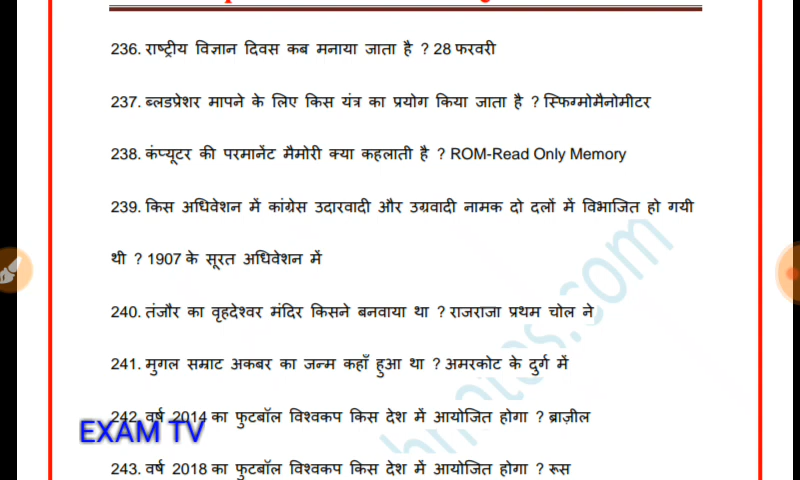 236. राष्ट्रीय विज्ञान दिवस कब मनाया जाता है ? 28 फरवरी
237. ब्लडप्रेशर मापने के लिए किस यंत्र का प्रयोग किया जाता है ? स्फिग्मोमैनोमीटर
238. कंप्यूटर की परमानेंट मैमोरी क्या कहलाती है ? ROM-Read Only Memory
239. किस अधिवेशन में कांग्रेस उदारवादी और उग्रवादी नामक दो दलों में विभाजित हो गयी
थी ? 1907 के सूरत अधिवेशन में
240. तंजौर का वृहदेश्वर मंदिर किसने बनवाया था ? राजराजा प्रथम चोल ने
241. मुगल सम्राट अकबर का जन्म कहाँ हुआ था ? अमरकोट के दुर्ग में
242. वर्ष 2014 का फुटबॉल विश्वकप किस देश में आयोजित होगा ? ब्राज़ील
EXAM TV
243. वर्ष 2018 का फुटबॉल विश्वकप किस देश में आयोजित होगा ? रूस